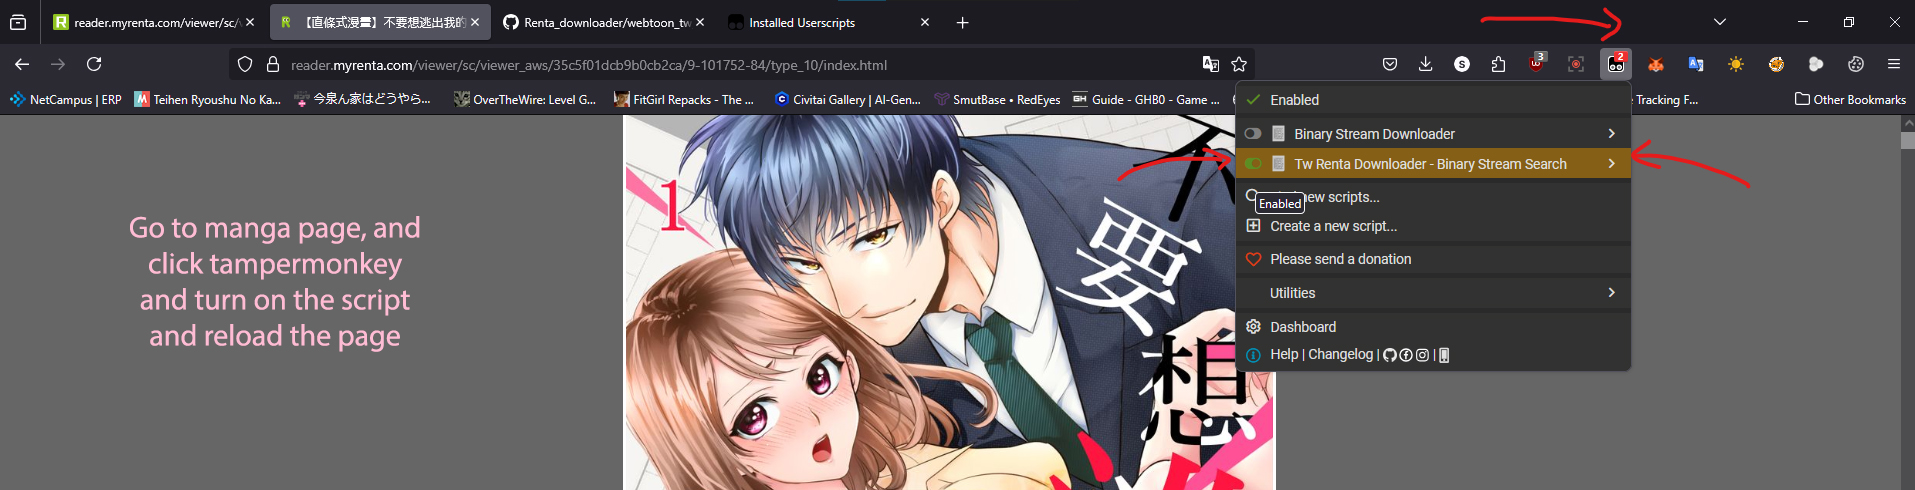 reader.myrenta.com/viewer/sc/v
【直條式漫畫】不要想逃出我的
Renta_downloader/webtoon_tw
Installed Userscripts
reader.myrenta.com/viewer/sc/viewer_aws/35c5f01dcb9b0cb2ca/9-101752-84/type_10/index.html
3
2
NetCampus | ERP
Teihen Ryoushu No Ka...
今泉ん家はどうやら...
OverTheWire: Level G...
FitGirl Repacks - The ...
Civitai Gallery | AI-Gen...
SmutBase • RedEyes
GH Guide - GHB0 - Game ...
e Tracking F...
Other Bookmarks
Enabled
Binary Stream Downloader
Tw Renta Downloader - Binary Stream Search
new scripts...
Enabled
Create a new script...
Please send a donation
Utilities
Dashboard
Help | Changelog |
Go to manga page, and
click tampermonkey
and turn on the script
and reload the page
1
不
要
想